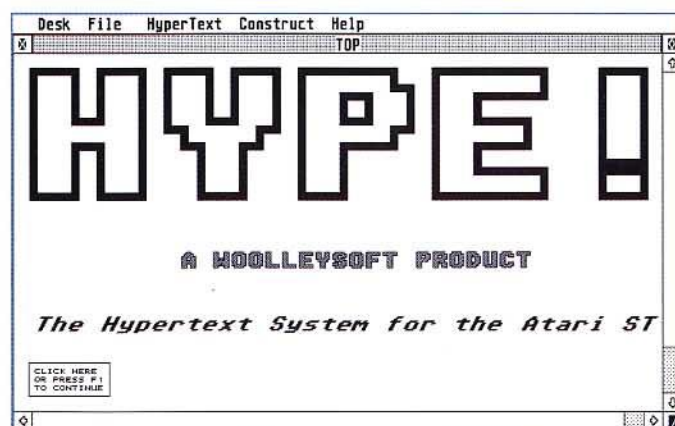 Desk File HyperText Construct Help
TOP
HYPE!
A WOOLLEYSOFT PRODUCT
The Hypertext System for the Atari ST
CLICK HERE
OR PRESS F1
TO CONTINUE